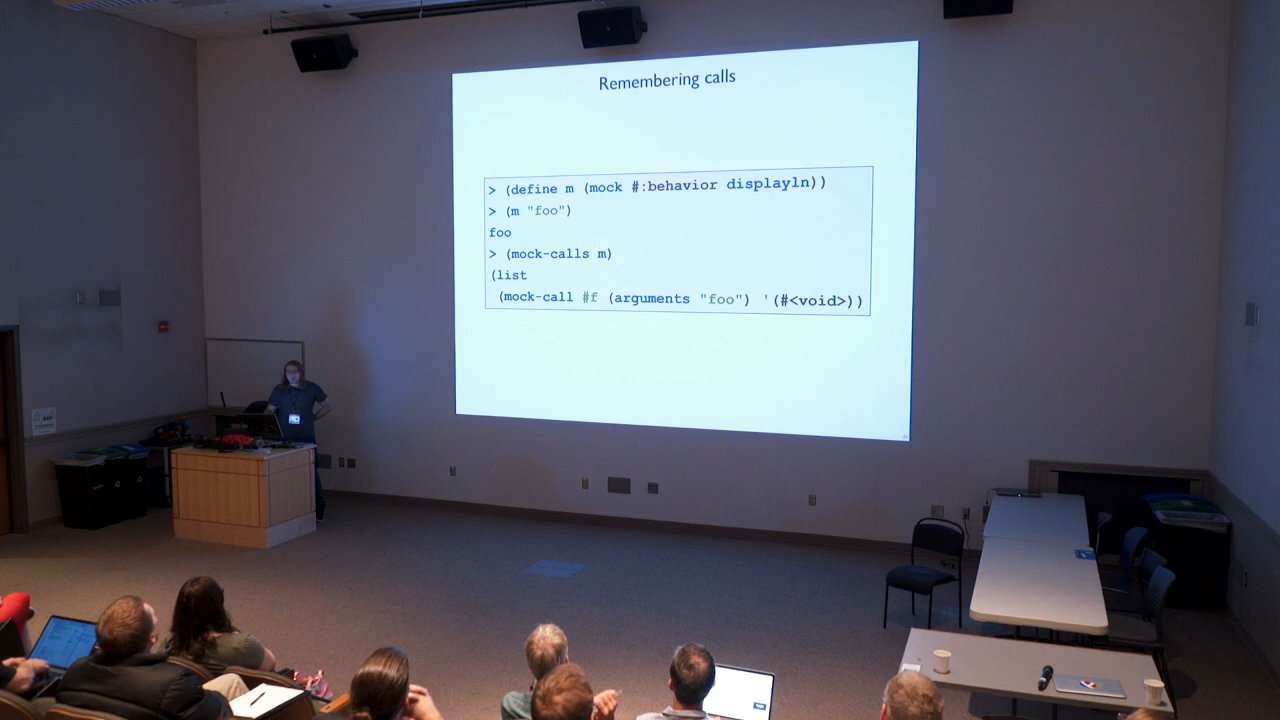 Remembering calls
> (define m (mock #:behavior displayln))
> (m "foo")
foo
> (mock-calls m)
(list
(mock-call #f (arguments "foo") '(#<void>))